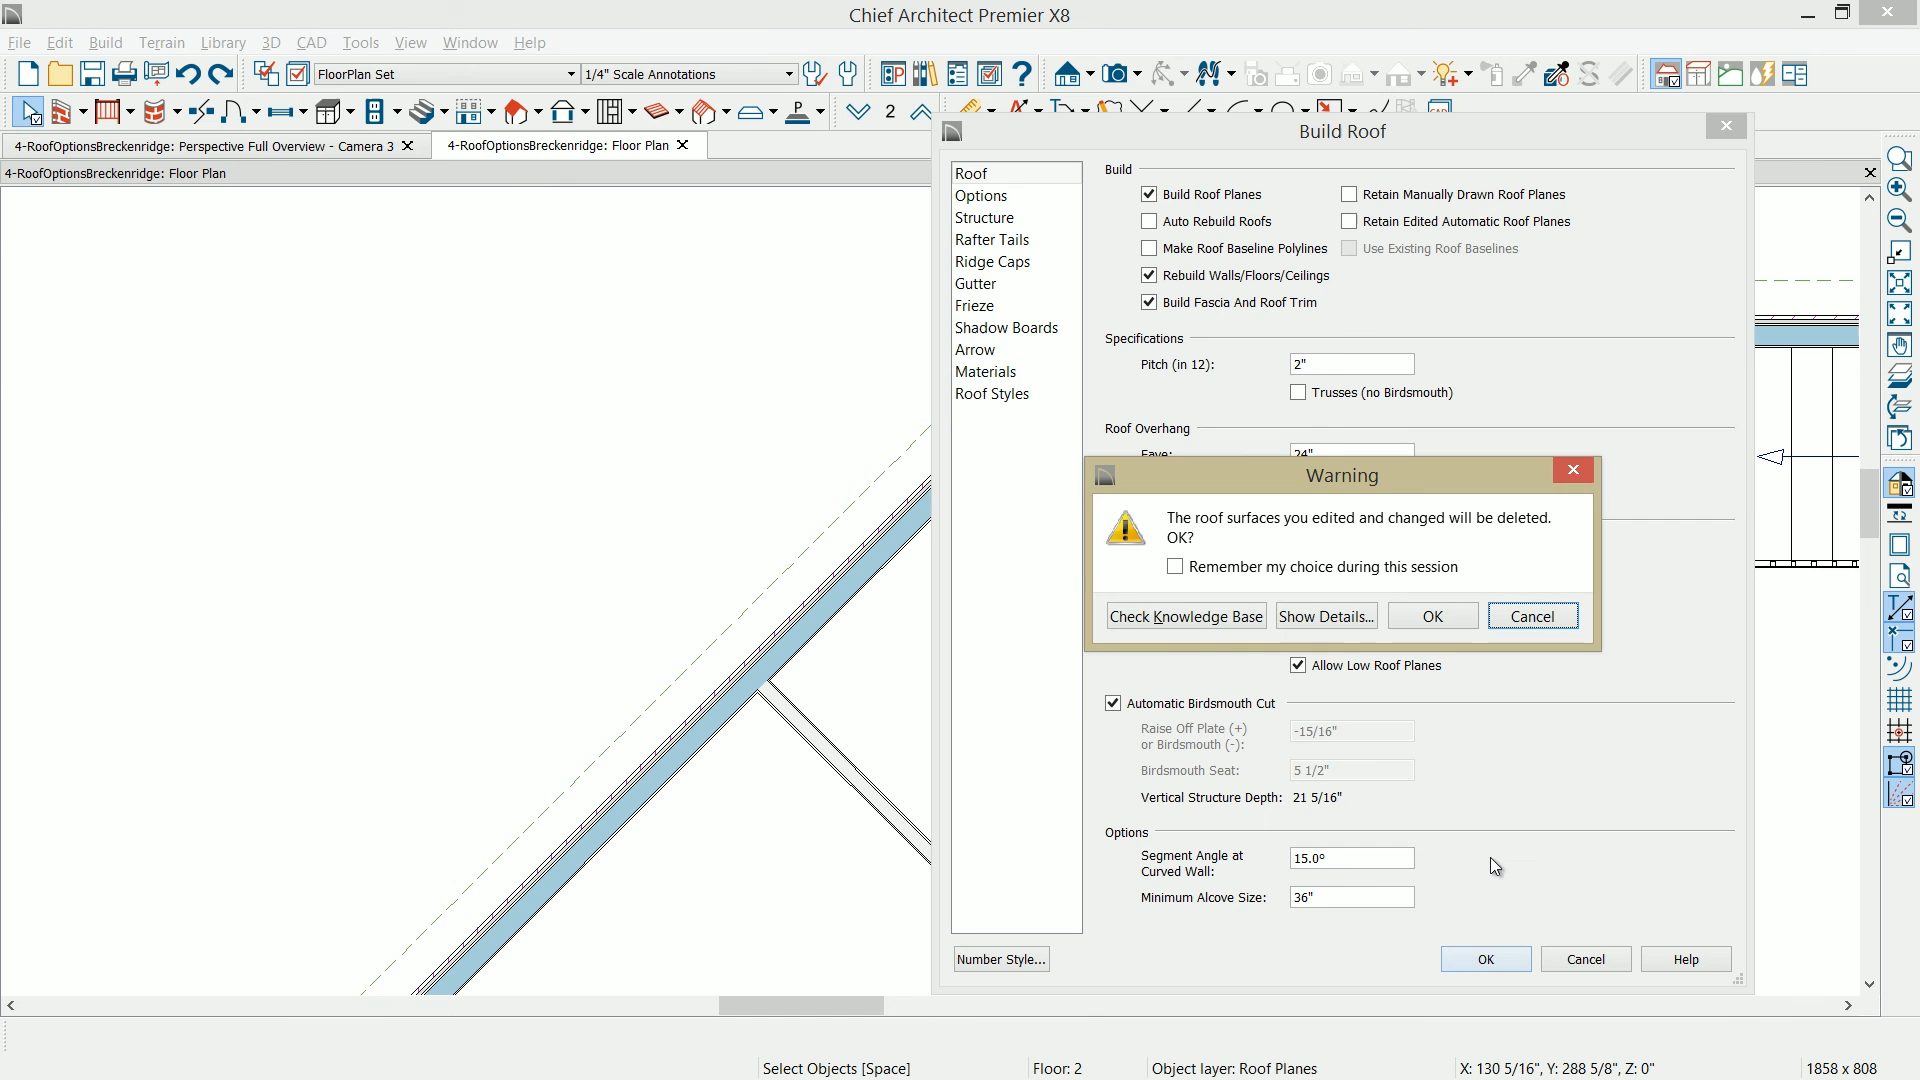 Chief Architect Premier X8
File Edit Build Terrain Library 3D CAD Tools View Window Help
FloorPlan Set 1/4" Scale Annotations
2
4-RoofOptionsBreckenridge: Perspective Full Overview - Camera 3 4-RoofOptionsBreckenridge: Floor Plan
4-RoofOptionsBreckenridge: Floor Plan
Build Roof
Roof
Options
Structure
Rafter Tails
Ridge Caps
Gutter
Frieze
Shadow Boards
Arrow
Materials
Roof Styles
Build
Build Roof Planes Retain Manually Drawn Roof Planes
Auto Rebuild Roofs Retain Edited Automatic Roof Planes
Make Roof Baseline Polylines Use Existing Roof Baselines
Rebuild Walls/Floors/Ceilings
Build Fascia And Roof Trim
Specifications
Pitch (in 12): 2"
Trusses (no Birdsmouth)
Roof Overhang
Eave: 24"
Warning
The roof surfaces you edited and changed will be deleted.
OK?
Remember my choice during this session
Check Knowledge Base Show Details... OK Cancel
Allow Low Roof Planes
Automatic Birdsmouth Cut
Raise Off Plate (+)
or Birdsmouth (-): -15/16"
Birdsmouth Seat: 5 1/2"
Vertical Structure Depth: 21 5/16"
Options
Segment Angle at
Curved Wall: 15.0°
Minimum Alcove Size: 36"
Number Style... OK Cancel Help
Select Objects [Space] Floor: 2 Object layer: Roof Planes X: 130 5/16", Y: 288 5/8", Z: 0" 1858 x 808